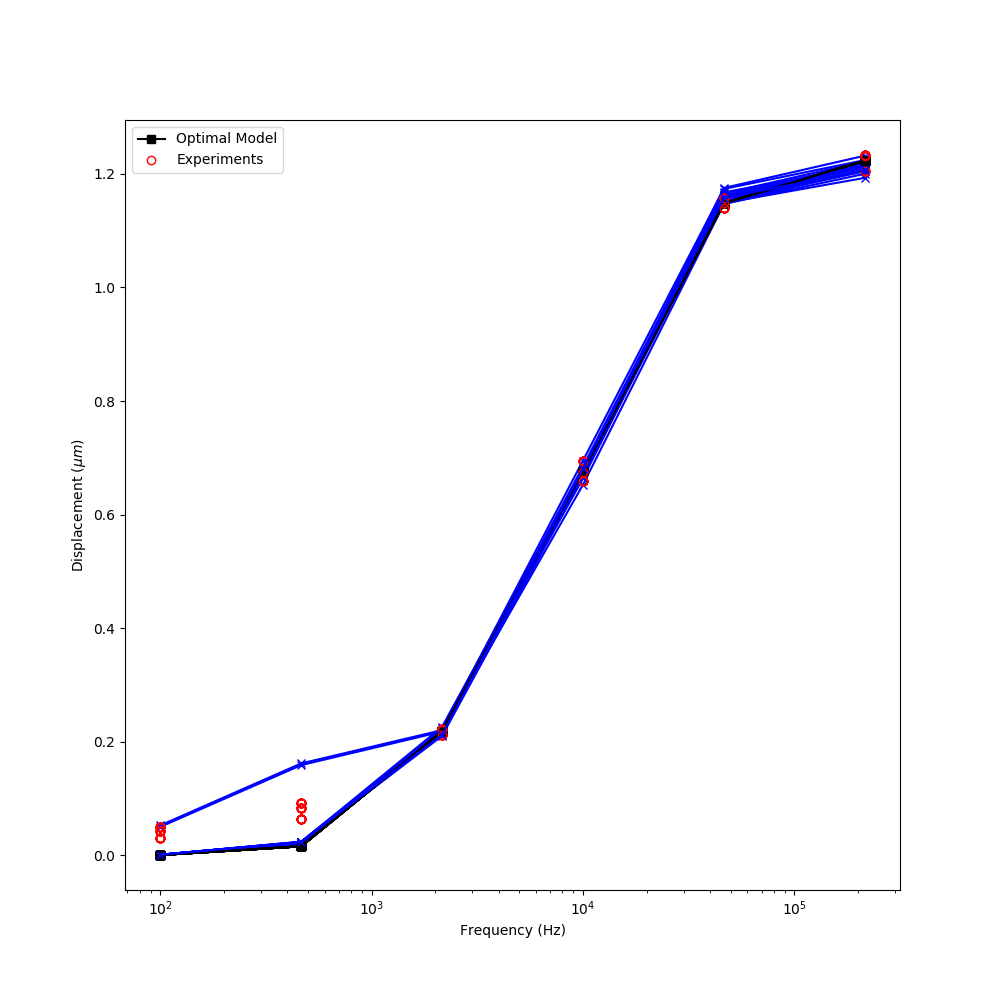 Optimal Model
Experiments
1.2
1.0
0.8
0.6
0.4
0.2
0.0
Displacement (μm)
10²
10³
10⁴
10⁵
Frequency (Hz)